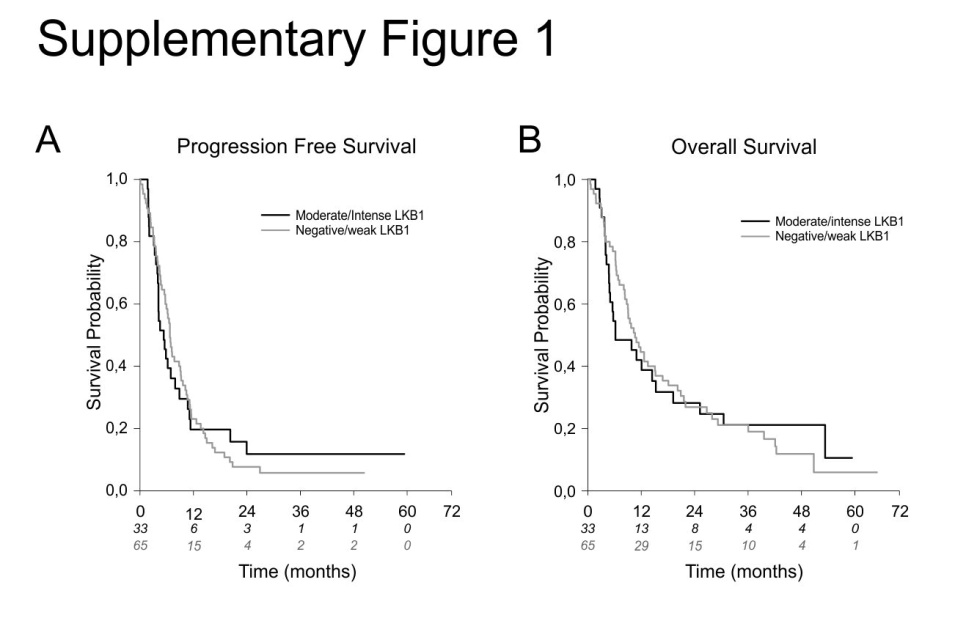 Supplementary Figure 1
A
Progression Free Survival
Survival Probability
1,0
0,8
0,6
0,4
0,2
0,0
Moderate/Intense LKB1
Negative/weak LKB1
0 12 24 36 48 60 72
33 6 3 1 1 0
65 15 4 2 2 0
Time (months)
B
Overall Survival
Survival Probability
1,0
0,8
0,6
0,4
0,2
0,0
Moderate/intense LKB1
Negative/weak LKB1
0 12 24 36 48 60 72
33 13 8 4 4 0
65 29 15 10 4 1
Time (months)